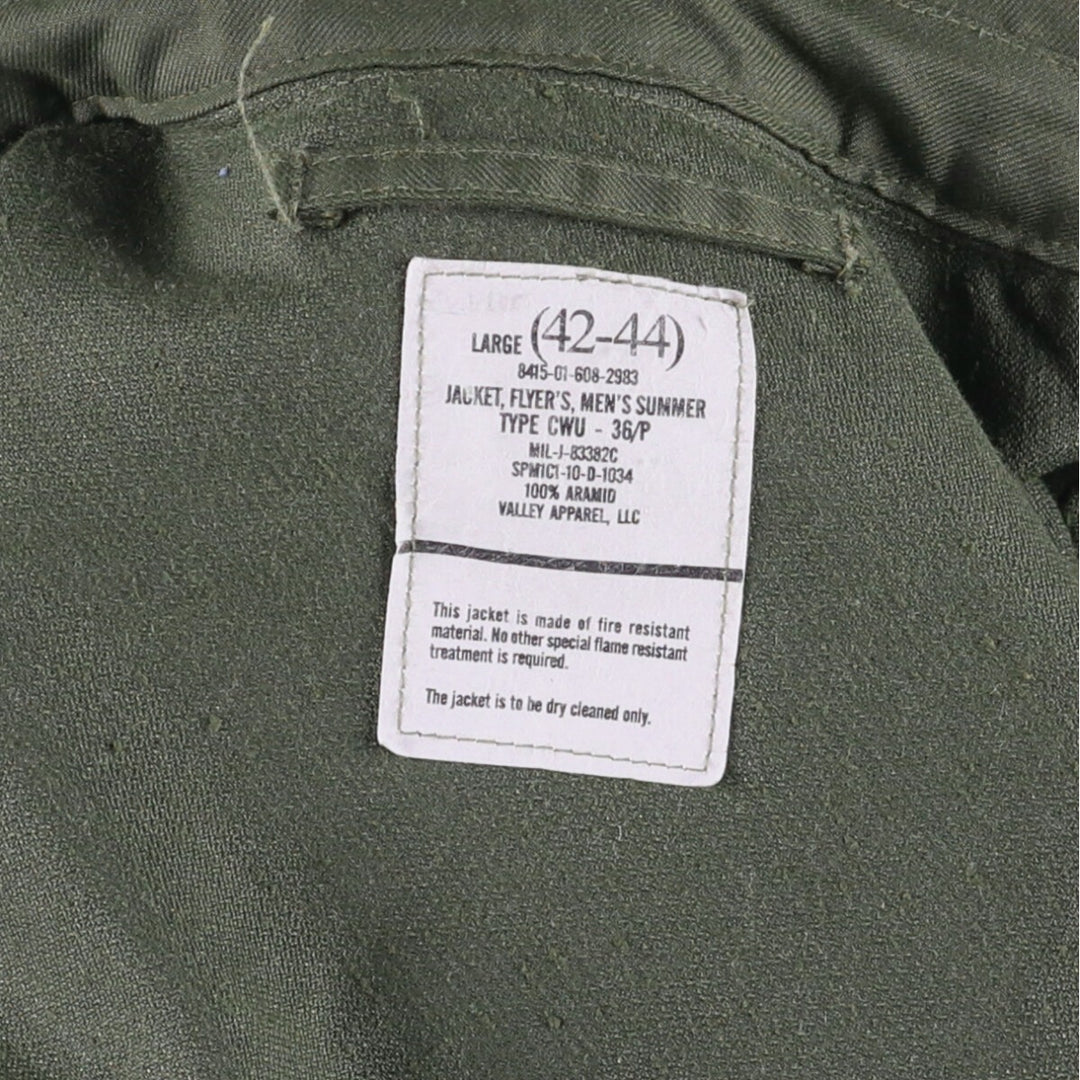 LARGE (42-44)
8415-01-608-2983
JACKET, FLYER'S, MEN'S SUMMER
TYPE CWU - 36/P
MIL-J-83382C
SPM1C1-10-D-1034
100% ARAMID
VALLEY APPAREL, LLC
This jacket is made of fire resistant
material. No other special flame resistant
treatment is required.
The jacket is to be dry cleaned only.